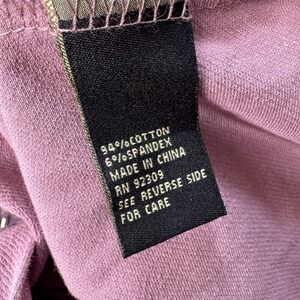 94%COTTON
6%SPANDEX
MADE IN CHINA
RN 92309
SEE REVERSE SIDE
FOR CARE